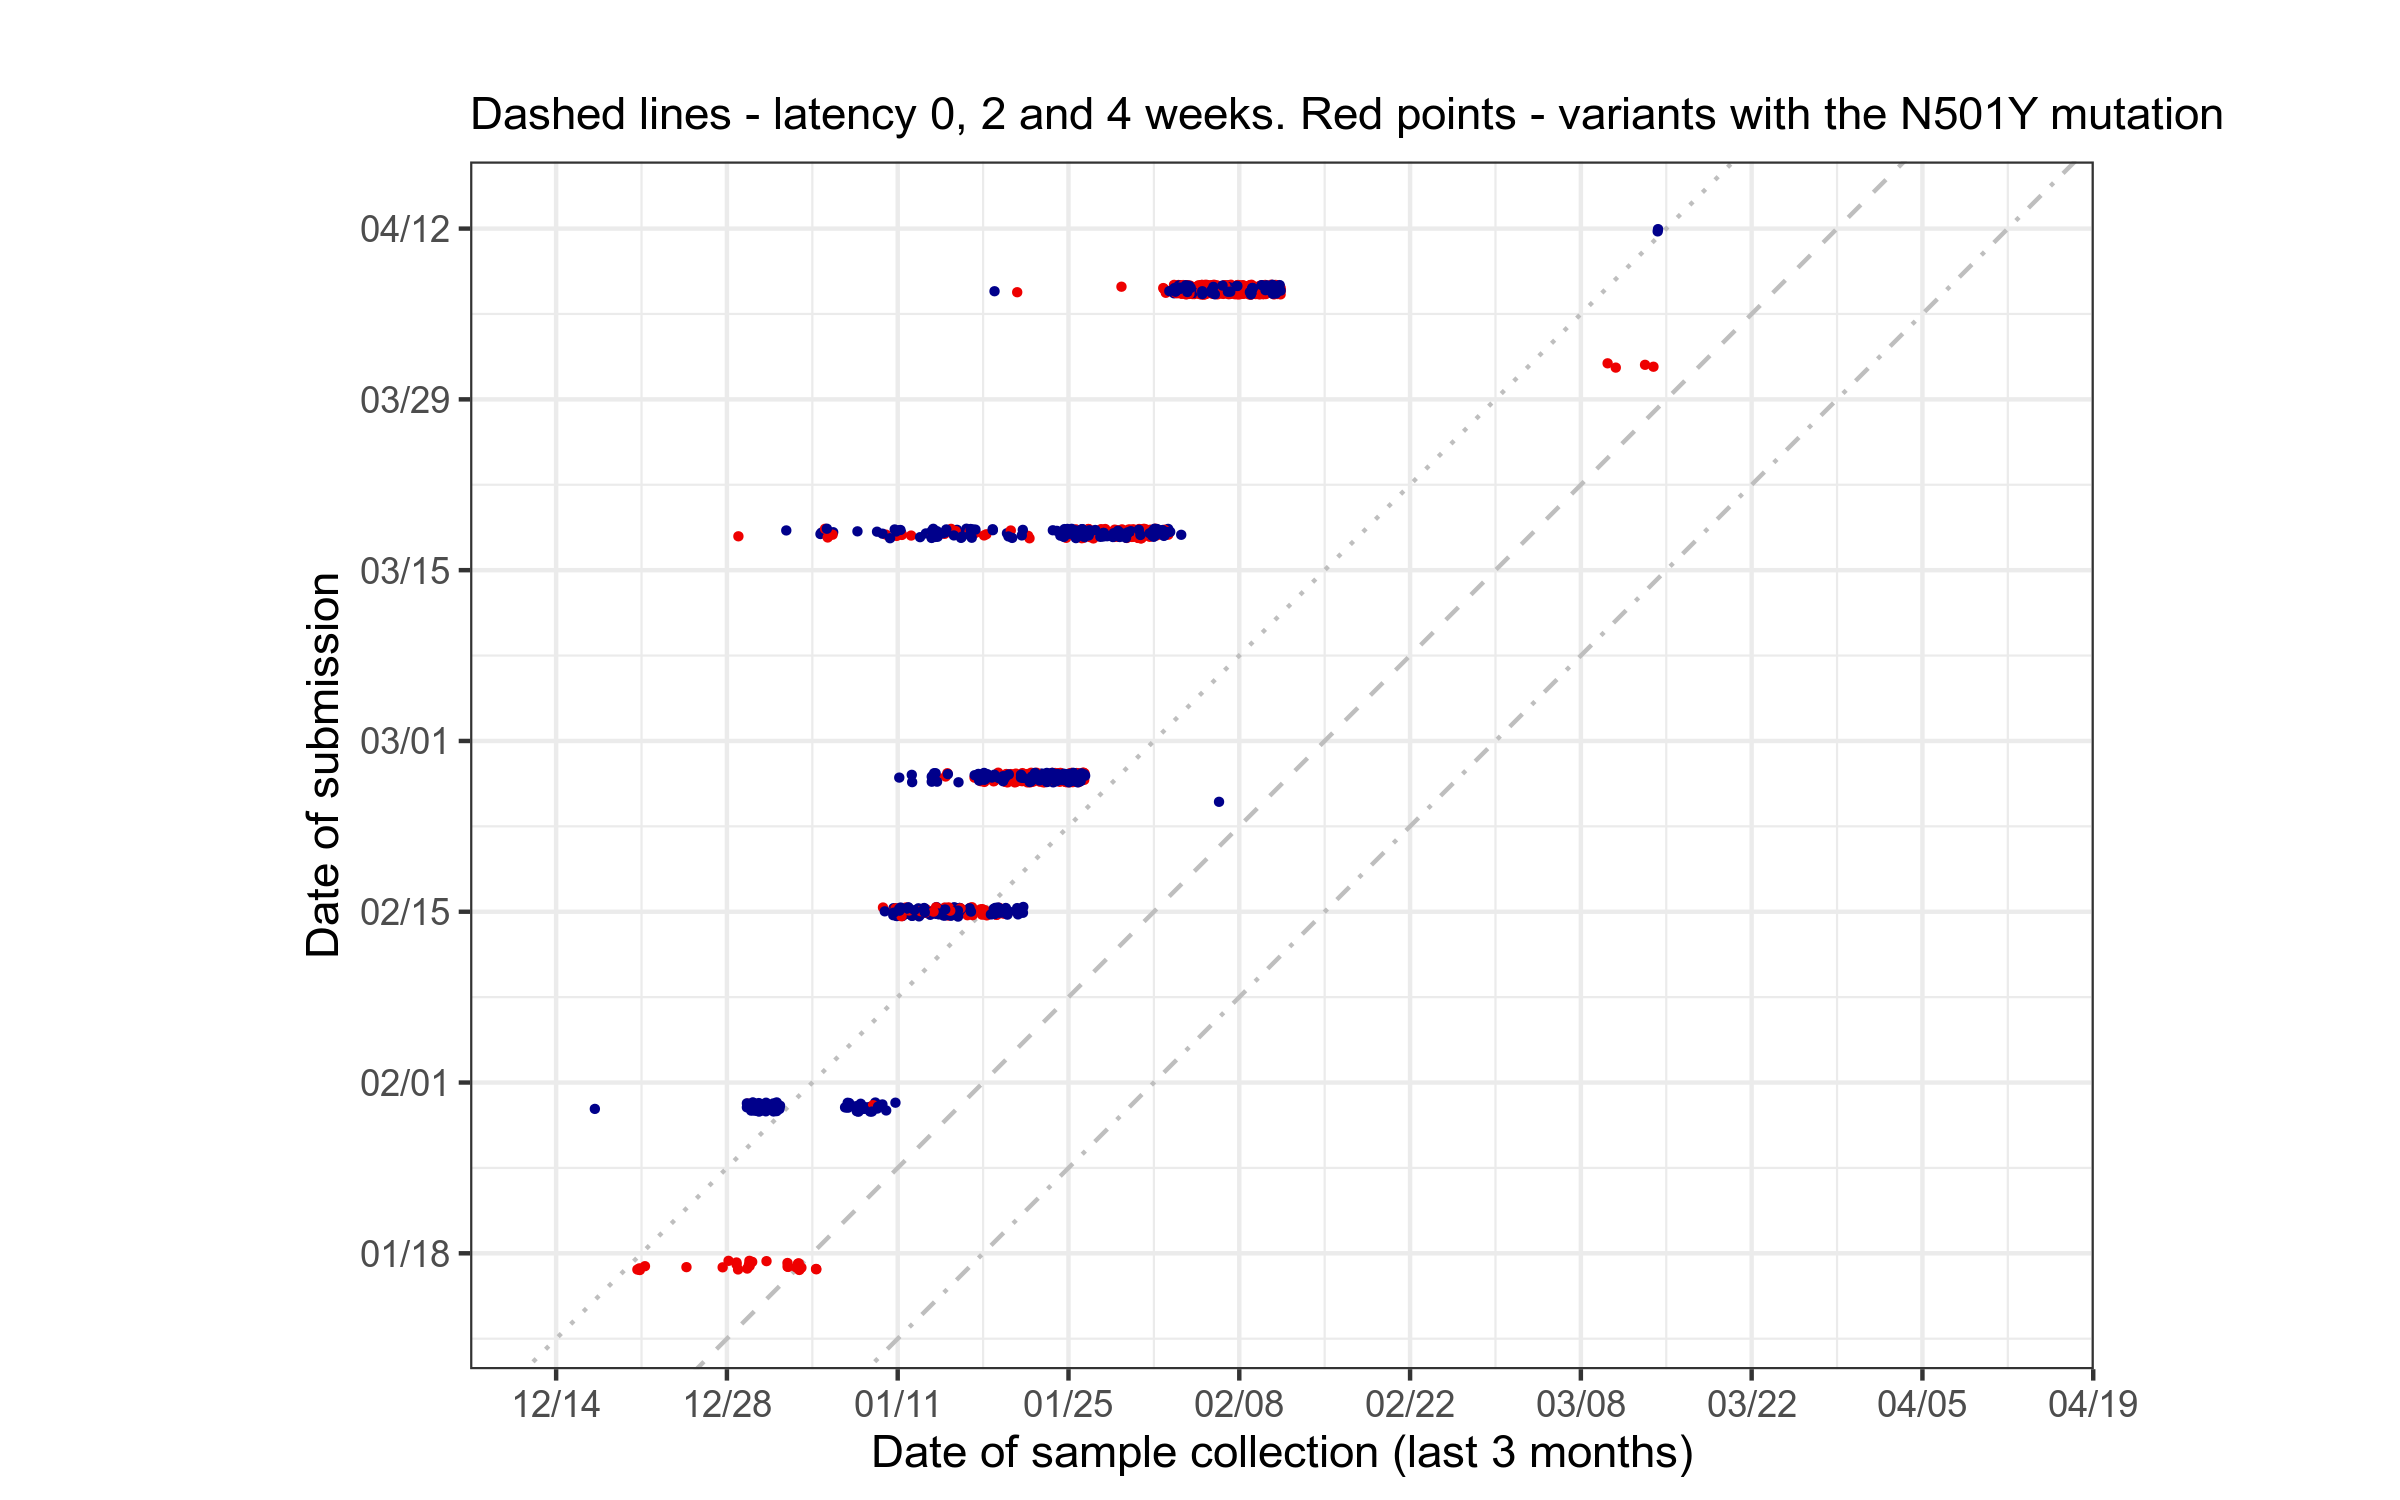 Dashed lines - latency 0, 2 and 4 weeks. Red points - variants with the N501Y mutation
04/12
03/29
03/15
03/01
02/15
02/01
01/18
Date of submission
12/14 12/28 01/11 01/25 02/08 02/22 03/08 03/22 04/05 04/19
Date of sample collection (last 3 months)